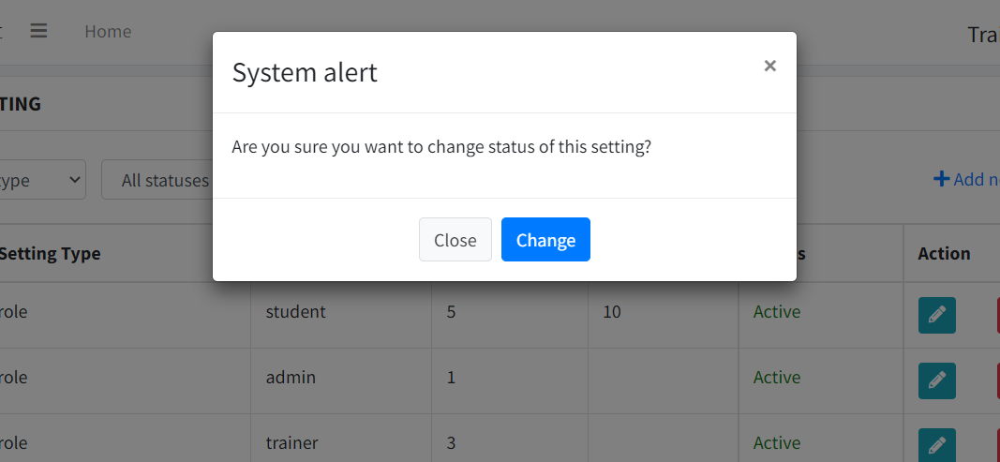 Home
Tra
System alert
×
TING
Are you sure you want to change status of this setting?
ype
All statuses
Add n
Close
Change
Setting Type
s
Action
role
student
5
10
Active
role
admin
1
Active
role
trainer
3
Active